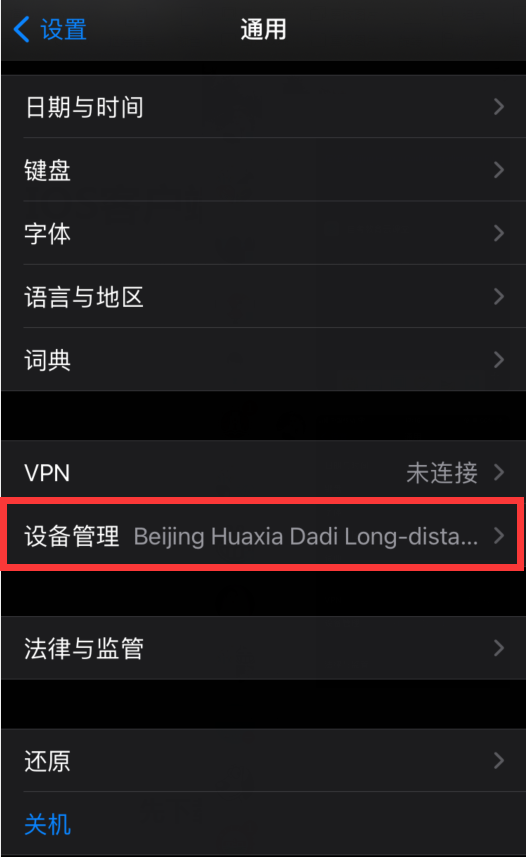 设置
通用
日期与时间
键盘
字体
语言与地区
词典
VPN 未连接
设备管理 Beijing Huaxia Dadi Long-dista...
法律与监管
还原
关机